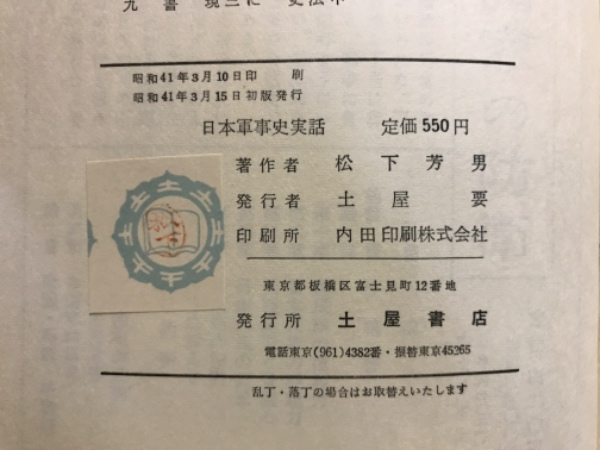 昭和41年3月10日印　刷
昭和41年3月15日初版発行
日本軍事史実話　定価 550円
著作者　松下芳男
発行者　土屋　要
印刷所　内田印刷株式会社
東京都板橋区富士見町12番地
発行所　土屋書店
電話東京(961)4382番・振替東京45265
乱丁・落丁の場合はお取替えいたします